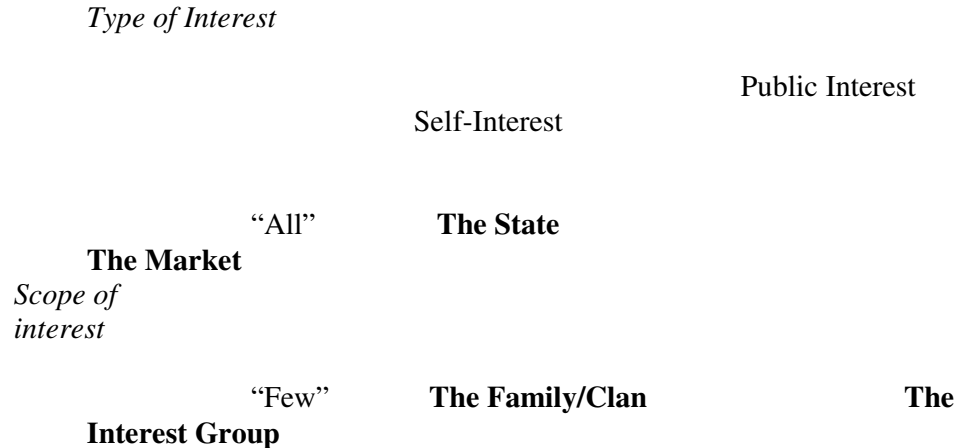 Type of Interest
Public Interest
Self-Interest
“All” The State
The Market
Scope of
interest
“Few” The Family/Clan The
Interest Group